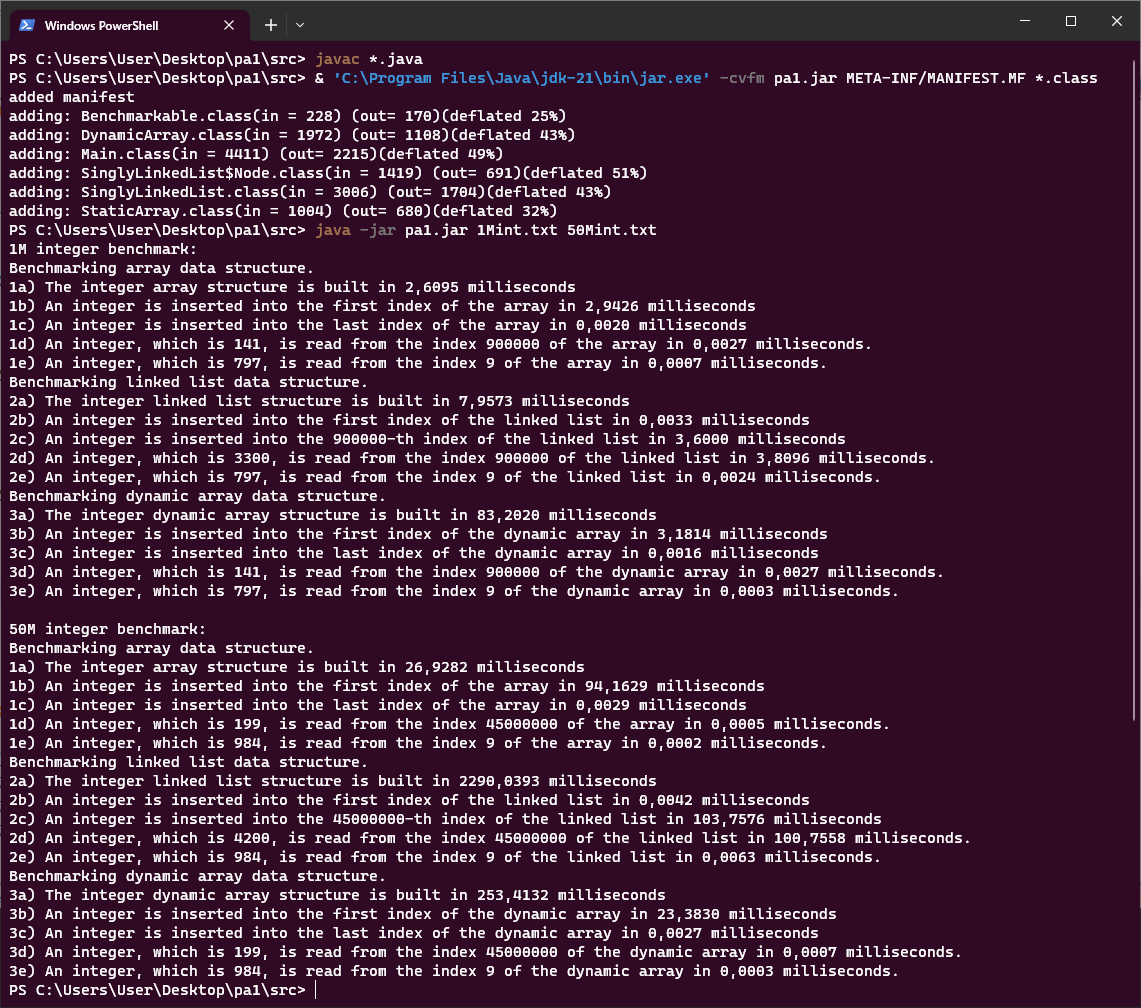 Windows PowerShell
PS C:\Users\User\Desktop\pa1\src> javac *.java
PS C:\Users\User\Desktop\pa1\src> & 'C:\Program Files\Java\jdk-21\bin\jar.exe' -cvfm pa1.jar META-INF/MANIFEST.MF *.class
added manifest
adding: Benchmarkable.class(in = 228) (out= 170)(deflated 25%)
adding: DynamicArray.class(in = 1972) (out= 1108)(deflated 43%)
adding: Main.class(in = 4411) (out= 2215)(deflated 49%)
adding: SinglyLinkedList$Node.class(in = 1419) (out= 691)(deflated 51%)
adding: SinglyLinkedList.class(in = 3006) (out= 1704)(deflated 43%)
adding: StaticArray.class(in = 1004) (out= 680)(deflated 32%)
PS C:\Users\User\Desktop\pa1\src> java -jar pa1.jar 1Mint.txt 50Mint.txt
1M integer benchmark:
Benchmarking array data structure.
1a) The integer array structure is built in 2,6095 milliseconds
1b) An integer is inserted into the first index of the array in 2,9426 milliseconds
1c) An integer is inserted into the last index of the array in 0,0020 milliseconds
1d) An integer, which is 141, is read from the index 900000 of the array in 0,0027 milliseconds.
1e) An integer, which is 797, is read from the index 9 of the array in 0,0007 milliseconds.
Benchmarking linked list data structure.
2a) The integer linked list structure is built in 7,9573 milliseconds
2b) An integer is inserted into the first index of the linked list in 0,0033 milliseconds
2c) An integer is inserted into the 900000-th index of the linked list in 3,6000 milliseconds
2d) An integer, which is 3300, is read from the index 900000 of the linked list in 3,8096 milliseconds.
2e) An integer, which is 797, is read from the index 9 of the linked list in 0,0024 milliseconds.
Benchmarking dynamic array data structure.
3a) The integer dynamic array structure is built in 83,2020 milliseconds
3b) An integer is inserted into the first index of the dynamic array in 3,1814 milliseconds
3c) An integer is inserted into the last index of the dynamic array in 0,0016 milliseconds
3d) An integer, which is 141, is read from the index 900000 of the dynamic array in 0,0027 milliseconds.
3e) An integer, which is 797, is read from the index 9 of the dynamic array in 0,0003 milliseconds.
50M integer benchmark:
Benchmarking array data structure.
1a) The integer array structure is built in 26,9282 milliseconds
1b) An integer is inserted into the first index of the array in 94,1629 milliseconds
1c) An integer is inserted into the last index of the array in 0,0029 milliseconds
1d) An integer, which is 199, is read from the index 45000000 of the array in 0,0005 milliseconds.
1e) An integer, which is 984, is read from the index 9 of the array in 0,0002 milliseconds.
Benchmarking linked list data structure.
2a) The integer linked list structure is built in 2290,0393 milliseconds
2b) An integer is inserted into the first index of the linked list in 0,0042 milliseconds
2c) An integer is inserted into the 45000000-th index of the linked list in 103,7576 milliseconds
2d) An integer, which is 4200, is read from the index 45000000 of the linked list in 100,7558 milliseconds.
2e) An integer, which is 984, is read from the index 9 of the linked list in 0,0063 milliseconds.
Benchmarking dynamic array data structure.
3a) The integer dynamic array structure is built in 253,4132 milliseconds
3b) An integer is inserted into the first index of the dynamic array in 23,3830 milliseconds
3c) An integer is inserted into the last index of the dynamic array in 0,0027 milliseconds
3d) An integer, which is 199, is read from the index 45000000 of the dynamic array in 0,0007 milliseconds.
3e) An integer, which is 984, is read from the index 9 of the dynamic array in 0,0003 milliseconds.
PS C:\Users\User\Desktop\pa1\src>